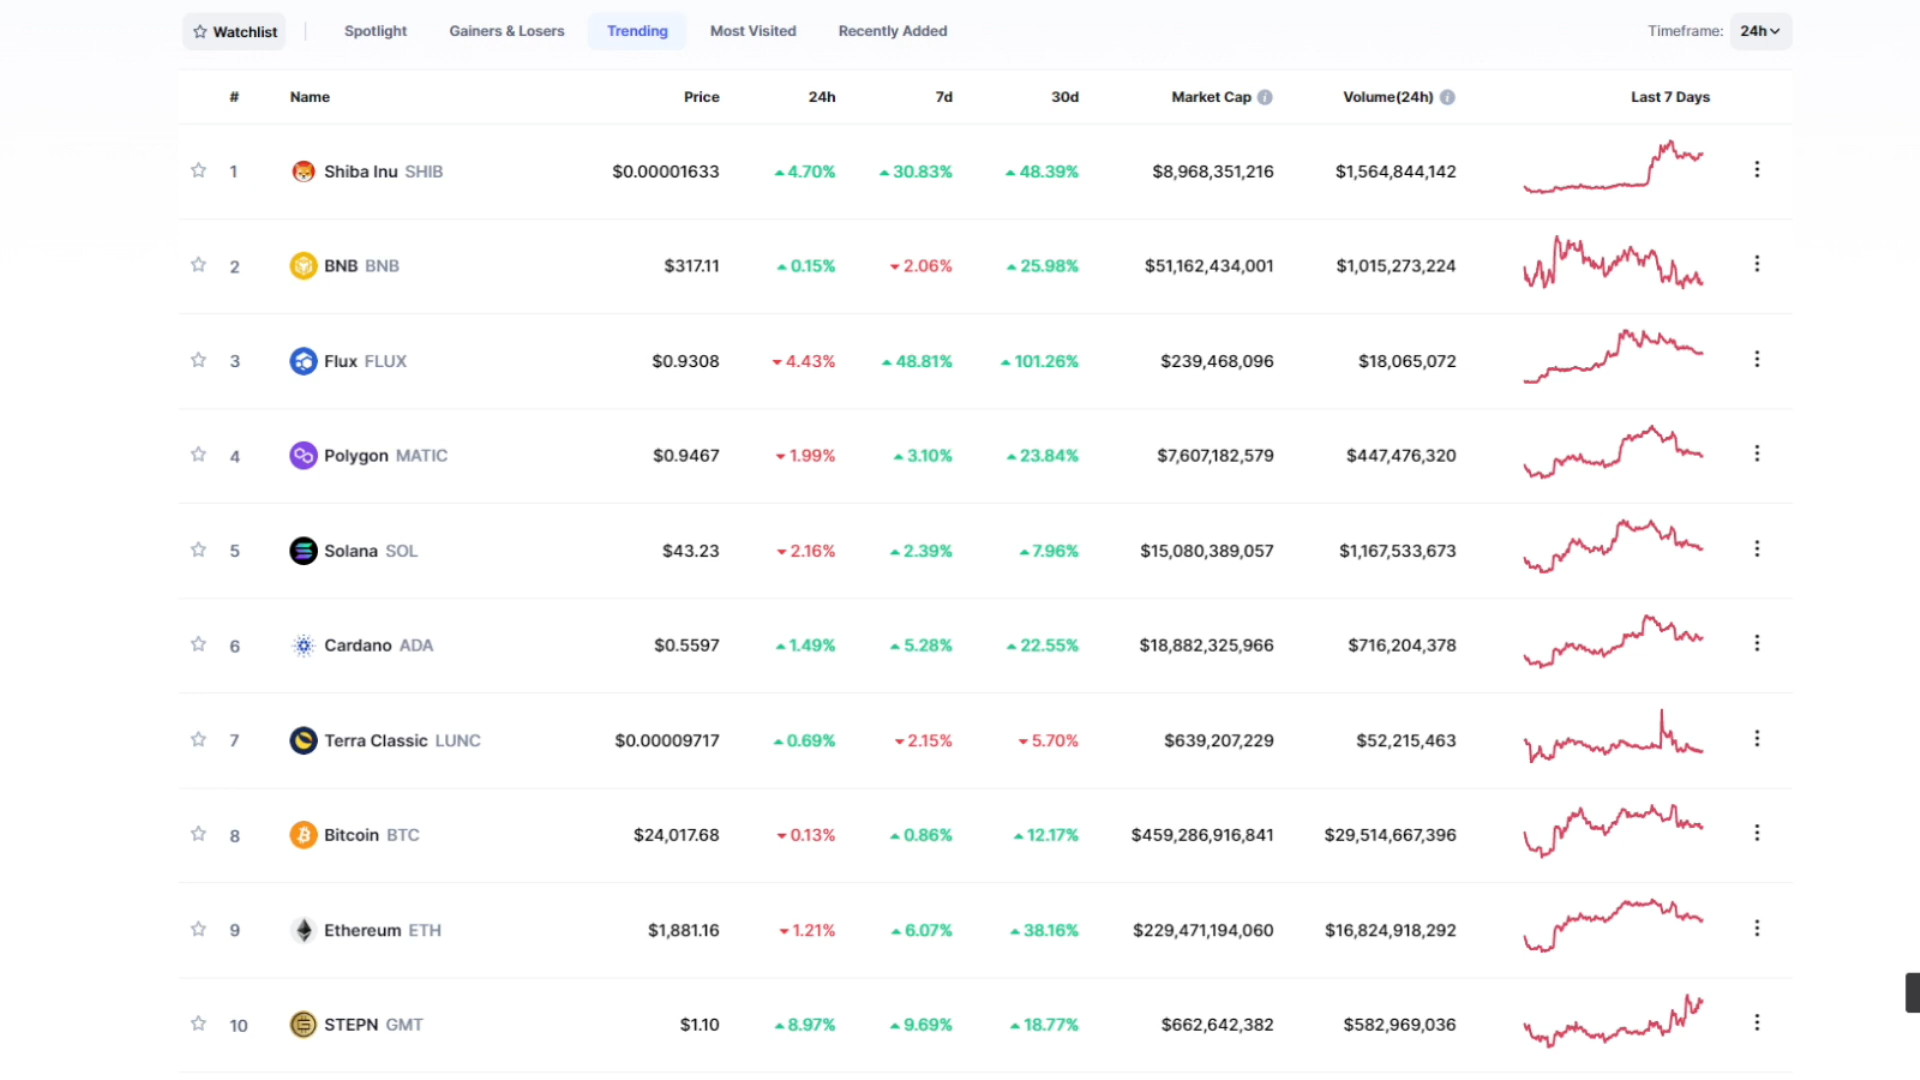 Watchlist Spotlight Gainers & Losers Trending Most Visited Recently Added Timeframe: 24h
# Name Price 24h 7d 30d Market Cap Volume(24h) Last 7 Days
1 Shiba Inu SHIB $0.00001633 4.70% 30.83% 48.39% $8,968,351,216 $1,564,844,142
2 BNB BNB $317.11 0.15% 2.06% 25.98% $51,162,434,001 $1,015,273,224
3 Flux FLUX $0.9308 4.43% 48.81% 101.26% $239,468,096 $18,065,072
4 Polygon MATIC $0.9467 1.99% 3.10% 23.84% $7,607,182,579 $447,476,320
5 Solana SOL $43.23 2.16% 2.39% 7.96% $15,080,389,057 $1,167,533,673
6 Cardano ADA $0.5597 1.49% 5.28% 22.55% $18,882,325,966 $716,204,378
7 Terra Classic LUNC $0.00009717 0.69% 2.15% 5.70% $639,207,229 $52,215,463
8 Bitcoin BTC $24,017.68 0.13% 0.86% 12.17% $459,286,916,841 $29,514,667,396
9 Ethereum ETH $1,881.16 1.21% 6.07% 38.16% $229,471,194,060 $16,824,918,292
10 STEPN GMT $1.10 8.97% 9.69% 18.77% $662,642,382 $582,969,036